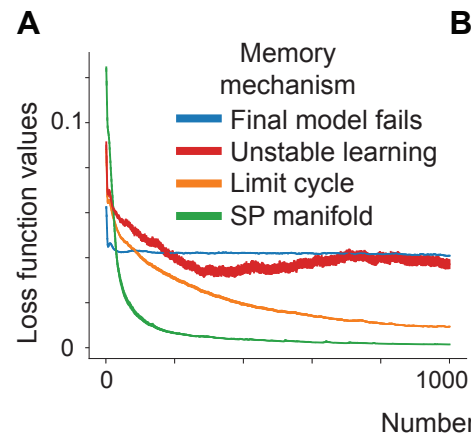 A
B
Memory
mechanism
Final model fails
Unstable learning
Limit cycle
SP manifold
Loss function values
0.1
0
0
1000
Number